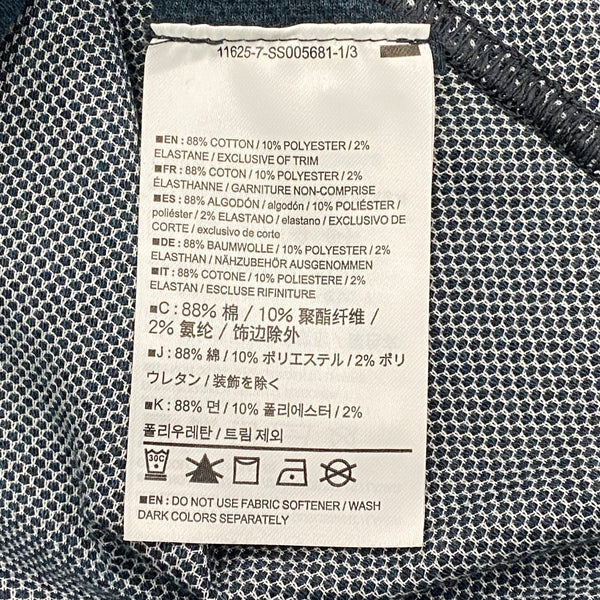 11625-7-SS005681-1/3
■EN : 88% COTTON / 10% POLYESTER / 2%
ELASTANE / EXCLUSIVE OF TRIM
■FR : 88% COTON / 10% POLYESTER / 2%
ÉLASTHANNE / GARNITURE NON-COMPRISE
■ES : 88% ALGODÓN / algodón / 10% POLIÉSTER /
poliéster / 2% ELASTANO / elastano / EXCLUSIVO DE
CORTE / exclusivo de corte
■DE : 88% BAUMWOLLE / 10% POLYESTER / 2%
ELASTHAN / NÄHZUBEHÖR AUSGENOMMEN
■IT : 88% COTONE / 10% POLIESTERE / 2%
ELASTAN / ESCLUSE RIFINITURE
■C : 88% 棉 / 10% 聚酯纤维 /
2% 氨纶 / 饰边除外
■J : 88% 綿 / 10% ポリエステル / 2% ポリ
ウレタン / 装飾を除く
■K : 88% 면 / 10% 폴리에스터 / 2%
폴리우레탄 / 트림 제외
30C
■EN : DO NOT USE FABRIC SOFTENER / WASH
DARK COLORS SEPARATELY